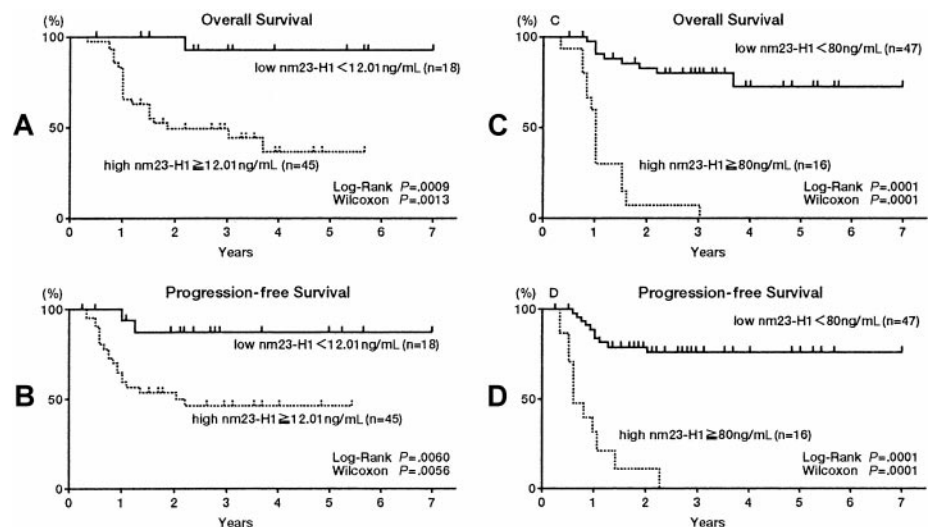 (%) Overall Survival
100
low nm23-H1<12.01ng/mL (n=18)
A
50
high nm23-H1≧12.01ng/mL (n=45)
Log-Rank P=.0009
Wilcoxon P=.0013
0
0 1 2 3 4 5 6 7
Years
(%) Progression-free Survival
100
low nm23-H1<12.01ng/mL (n=18)
B
50
high nm23-H1≧12.01ng/mL (n=45)
Log-Rank P=.0060
Wilcoxon P=.0056
0
0 1 2 3 4 5 6 7
Years
(%) C Overall Survival
100
low nm23-H1<80ng/mL (n=47)
C
50
high nm23-H1≧80ng/mL (n=16)
Log-Rank P=.0001
Wilcoxon P=.0001
0
0 1 2 3 4 5 6 7
Years
(%) D Progression-free Survival
100
low nm23-H1<80ng/mL (n=47)
D
50
high nm23-H1≧80ng/mL (n=16)
Log-Rank P=.0001
Wilcoxon P=.0001
0
0 1 2 3 4 5 6 7
Years